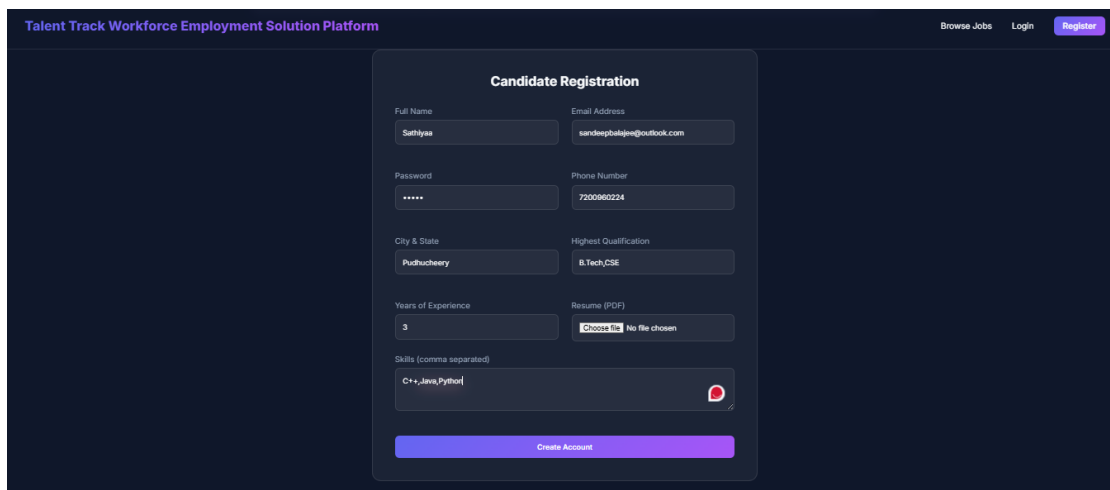 Talent Track Workforce Employment Solution Platform
Browse Jobs Login Register
Candidate Registration
Full Name Email Address
Sathiyaa sandeepbalajee@outlook.com
Password Phone Number
••••• 7200960224
City & State Highest Qualification
Pudhucheery B.Tech,CSE
Years of Experience Resume (PDF)
3 Choose file No file chosen
Skills (comma separated)
C++,Java,Python
Create Account